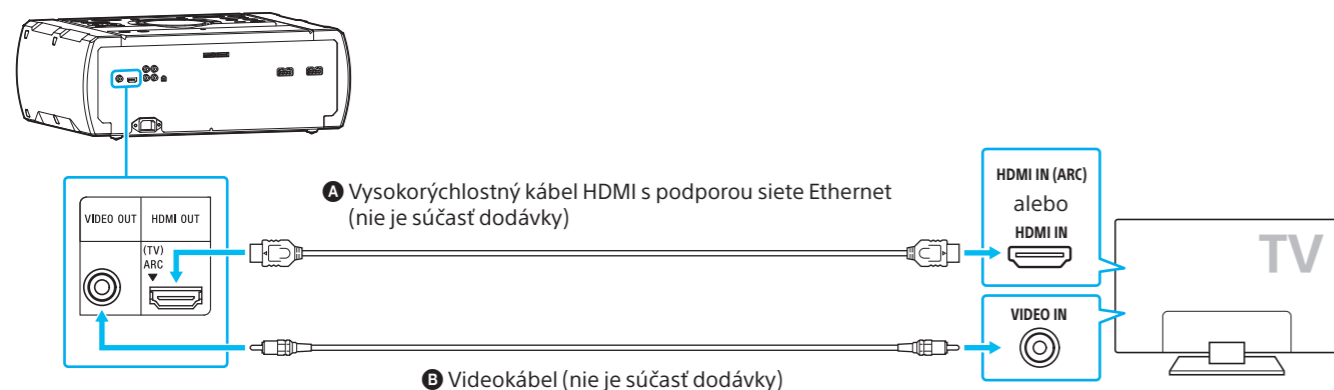 A Vysokorýchlostný kábel HDMI s podporou siete Ethernet
(nie je súčasť dodávky)
VIDEO OUT
HDMI OUT
(TV)
ARC
HDMI IN (ARC)
alebo
HDMI IN
TV
VIDEO IN
B Videokábel (nie je súčasť dodávky)